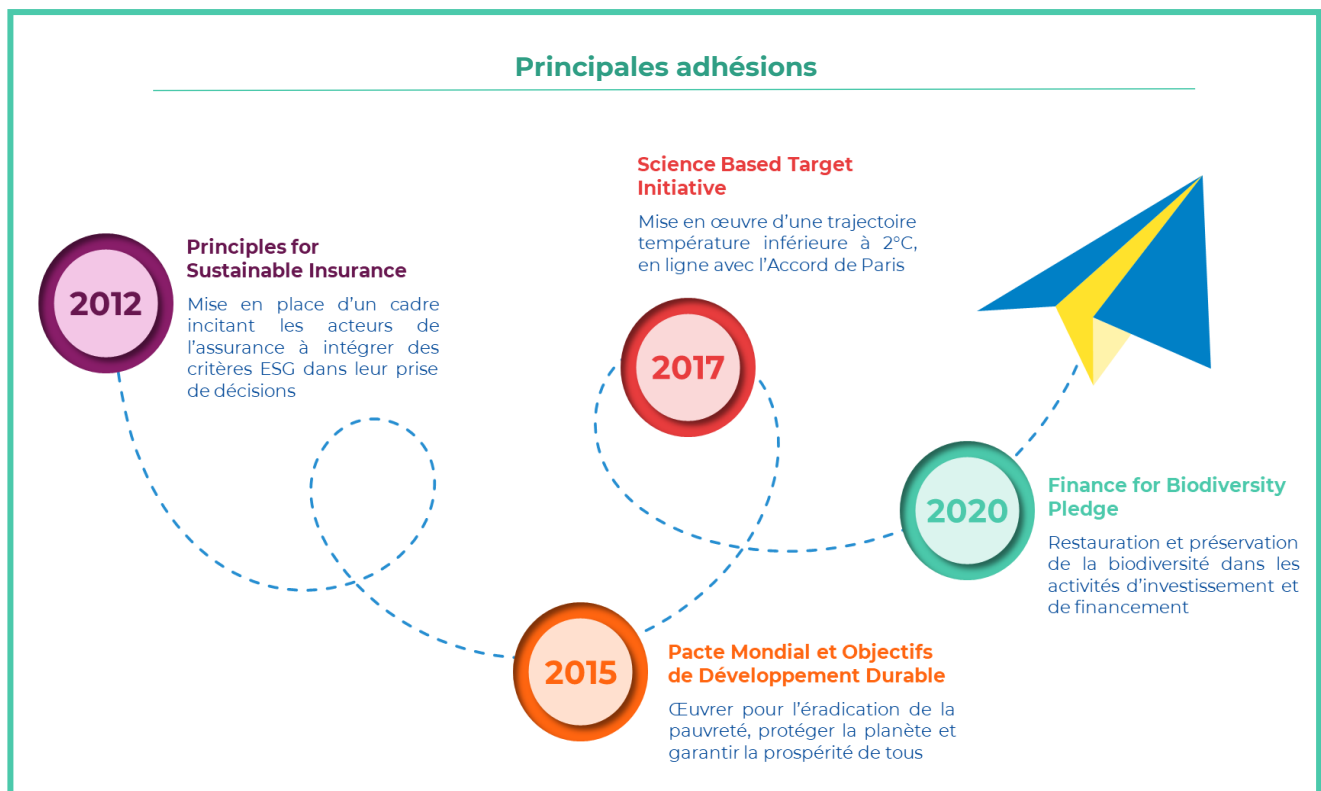 Principales adhésions
2012
Principles for
Sustainable Insurance
Mise en place d’un cadre
incitant les acteurs de
l’assurance à intégrer des
critères ESG dans leur prise
de décisions
2015
Pacte Mondial et Objectifs
de Développement Durable
Œuvrer pour l’éradication de la
pauvreté, protéger la planète et
garantir la prospérité de tous
2017
Science Based Target
Initiative
Mise en œuvre d’une trajectoire
température inférieure à 2°C,
en ligne avec l’Accord de Paris
2020
Finance for Biodiversity
Pledge
Restauration et préservation
de la biodiversité dans les
activités d’investissement et
de financement